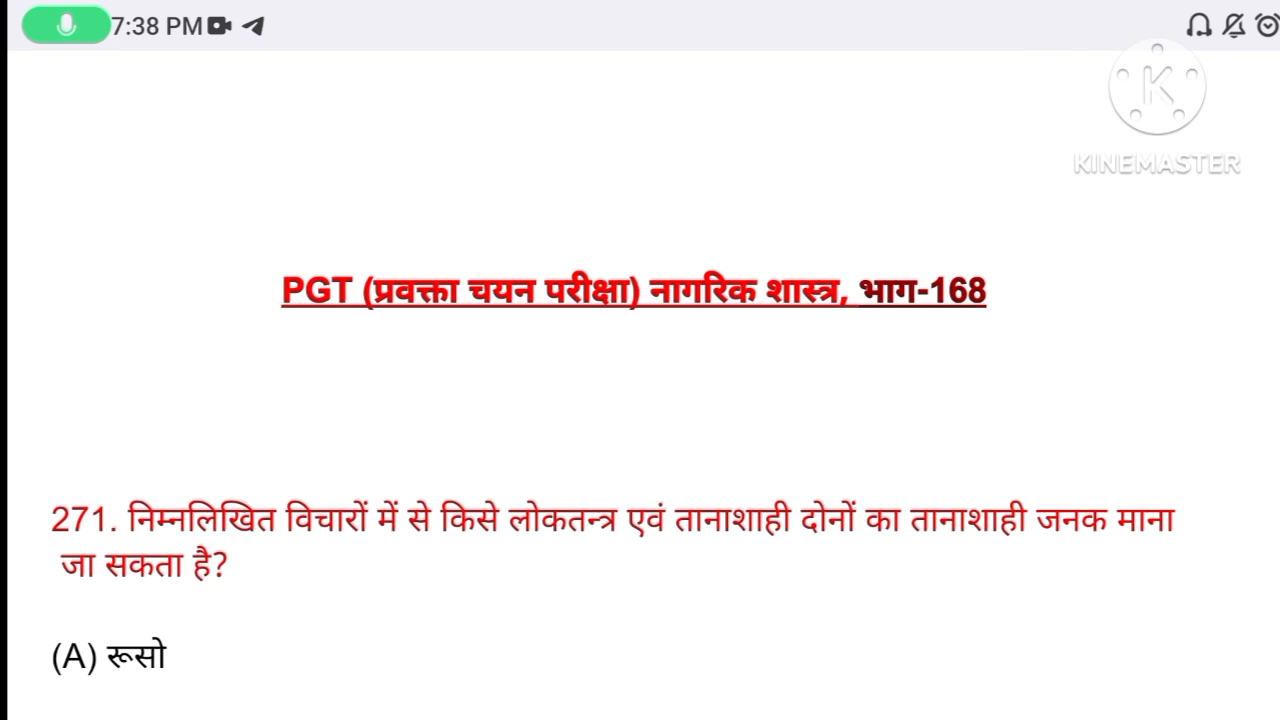 7:38 PM
K
KINEMASTER
PGT (प्रवक्ता चयन परीक्षा) नागरिक शास्त्र, भाग-168
271. निम्नलिखित विचारों में से किसे लोकतन्त्र एवं तानाशाही दोनों का तानाशाही जनक माना
जा सकता है?
(A) रूसो